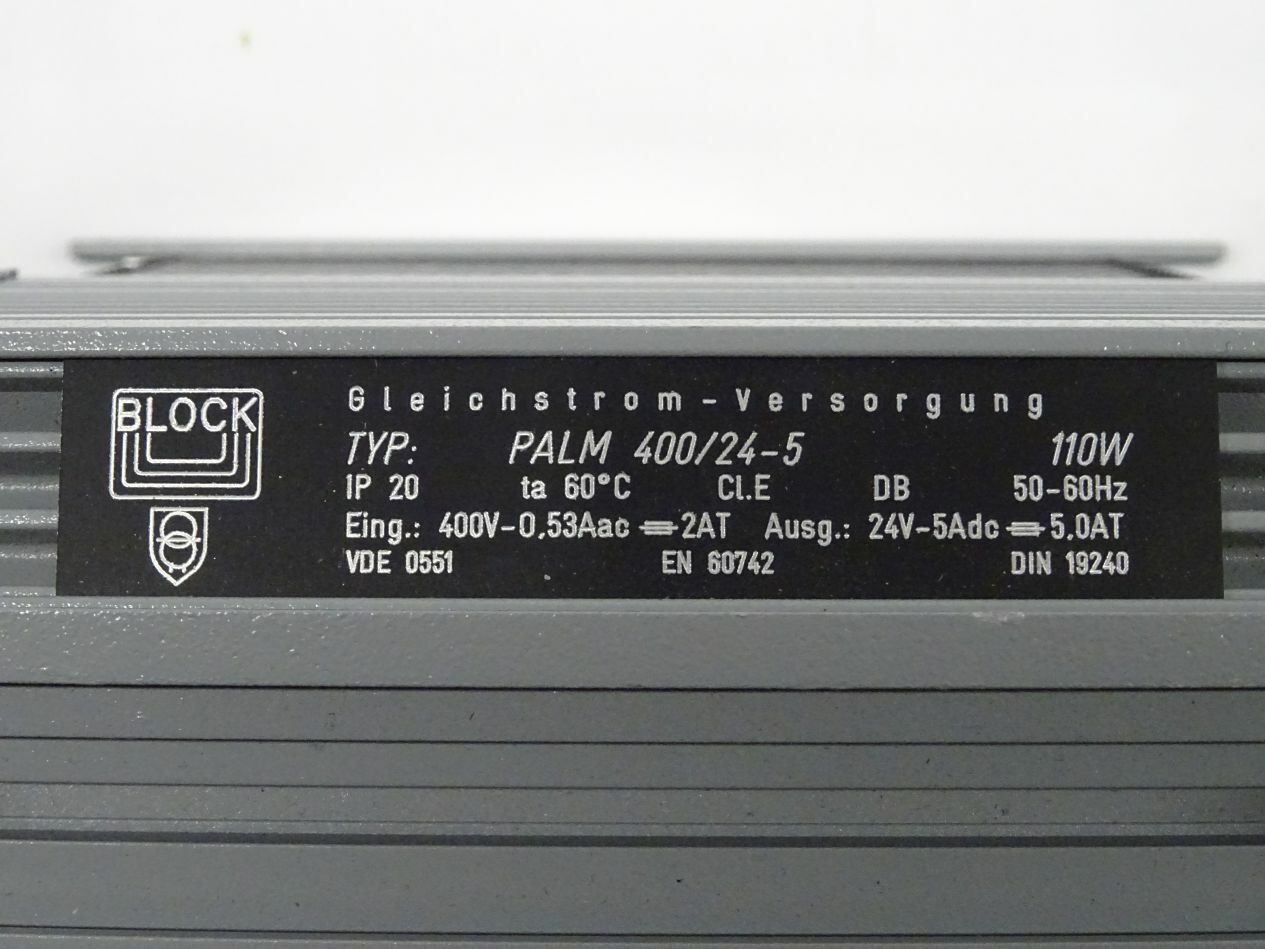 BLOCK
Gleichstrom-Versorgung
TYP: PALM 400/24-5 110W
IP 20 ta 60°C Cl.E DB 50-60Hz
Eing.: 400V-0,53Aac 2AT Ausg.: 24V-5Adc 5,0AT
VDE 0551 EN 60742 DIN 19240